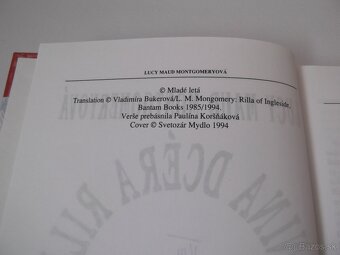 LUCY MAUD MONTGOMERYOVÁ
© Mladé letá
Translation © Vladimíra Bukerová/L. M. Montgomery: Rilla of Ingleside,
Bantam Books 1985/1994.
Verše prebásnila Paulína Koršňáková
Cover © Svetozár Mydlo 1994